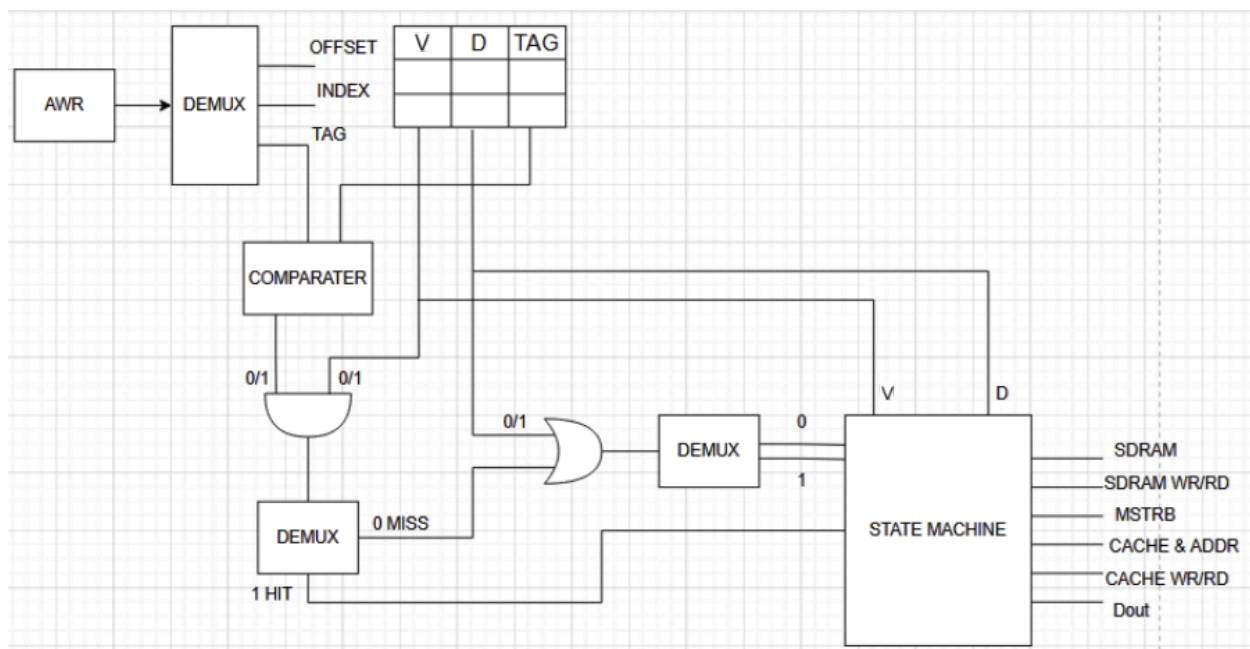 AWR
DEMUX
OFFSET
INDEX
TAG
V D TAG
COMPARATER
0/1
0/1
DEMUX
0 MISS
1 HIT
0/1
DEMUX
0
1
V
D
STATE MACHINE
SDRAM
SDRAM WR/RD
MSTRB
CACHE & ADDR
CACHE WR/RD
Dout